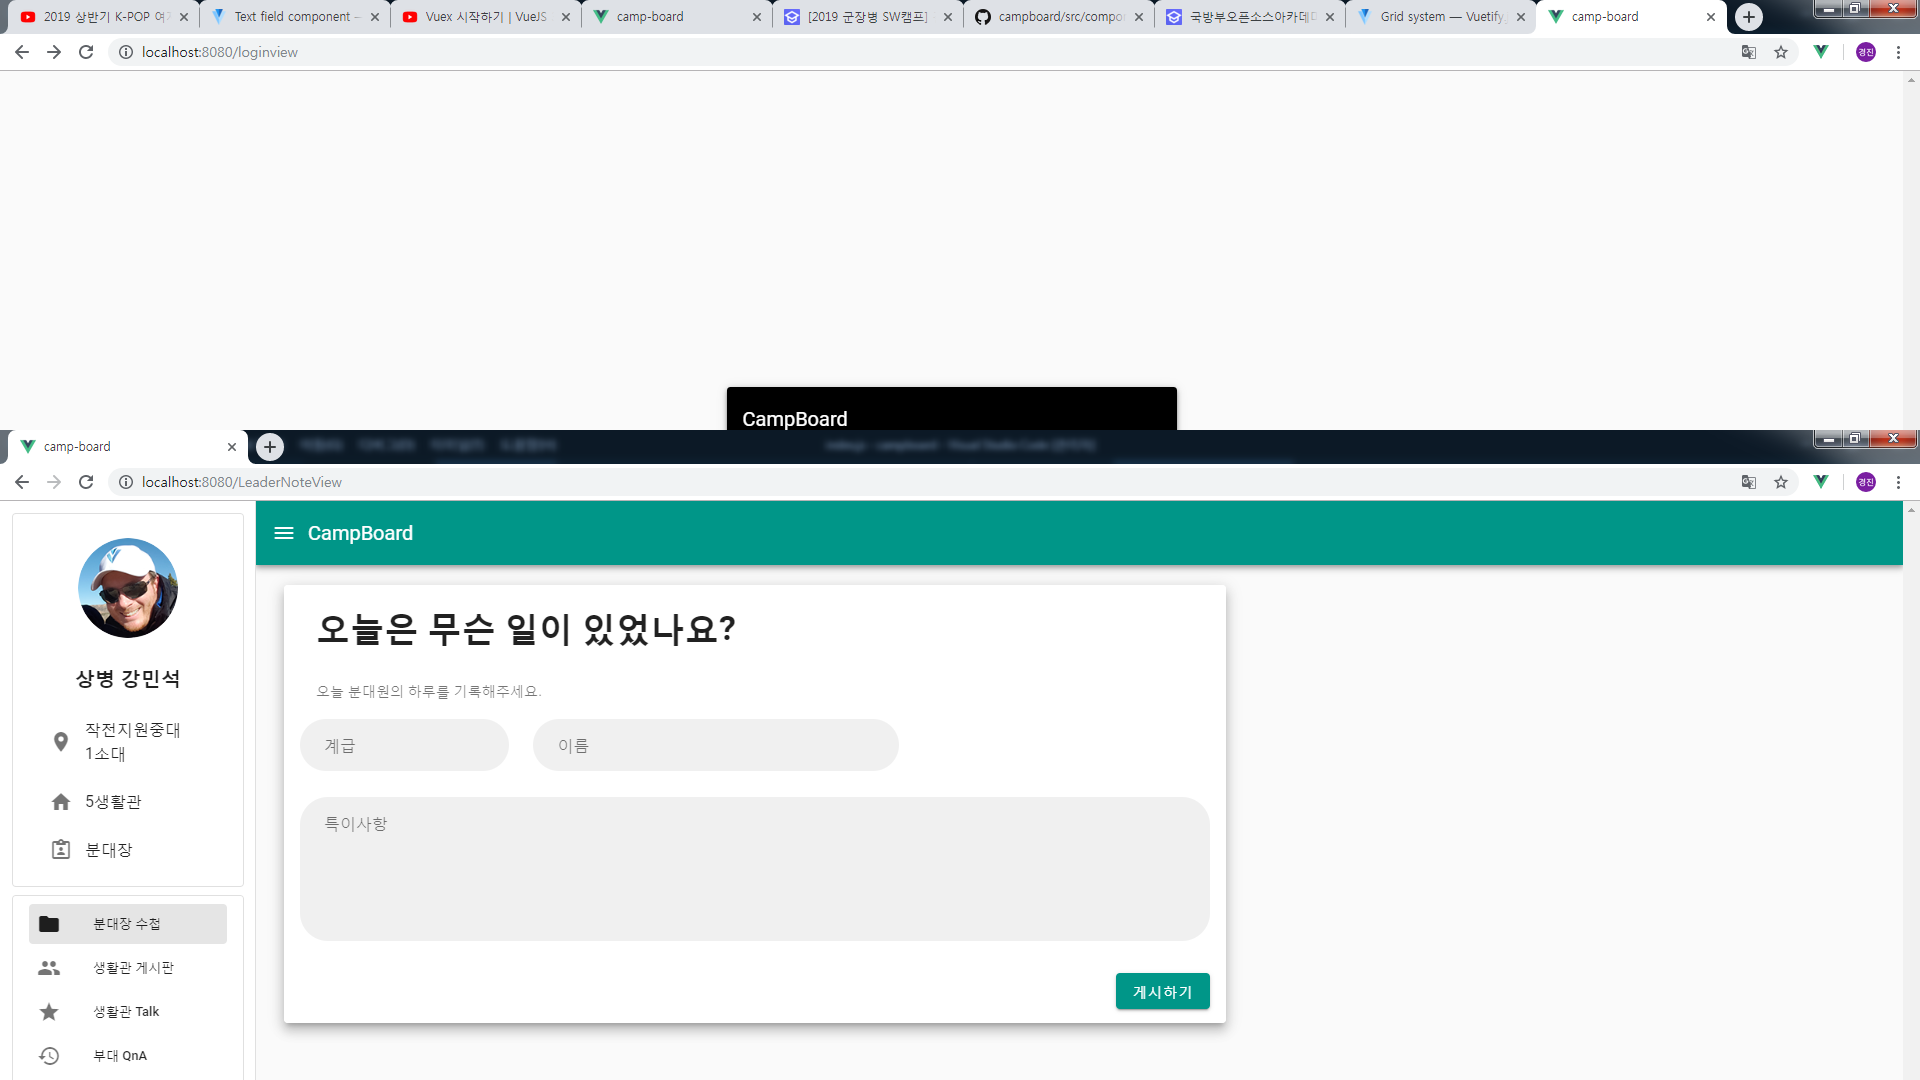 2019 상반기 K-POP 여
Text field component
Vuex 시작하기 | VueJS
camp-board
[2019 군장병 SW캠프]
campboard/src/compo
국방부오픈소스아카데미
Grid system — Vuetify
camp-board
localhost:8080/loginview
경진
CampBoard
camp-board
localhost:8080/LeaderNoteView
경진
CampBoard
상병 강민석
작전지원중대
1소대
5생활관
분대장
분대장 수첩
생활관 게시판
생활관 Talk
부대 QnA
오늘은 무슨 일이 있었나요?
오늘 분대원의 하루를 기록해주세요.
계급
이름
특이사항
게시하기